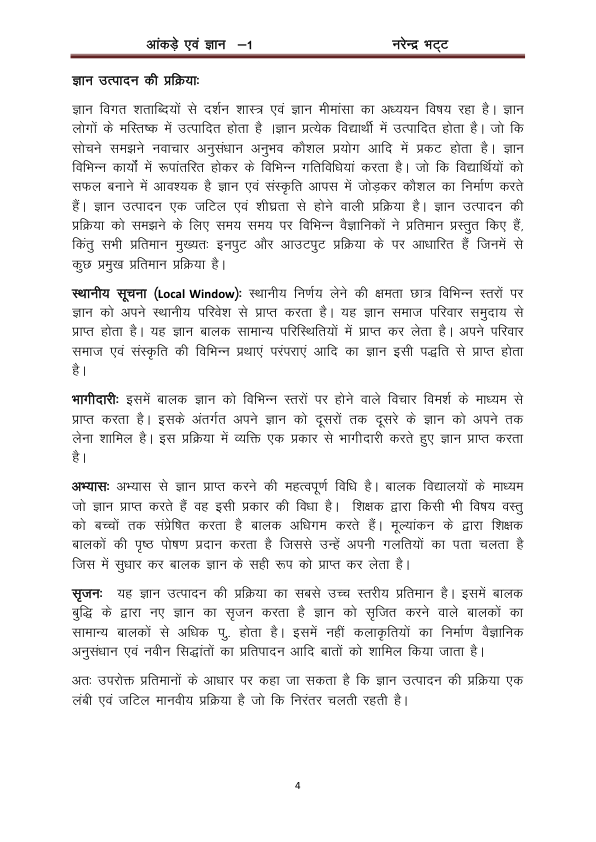 आंकड़े एवं ज्ञान –1 नरेन्द्र भट्ट
ज्ञान उत्पादन की प्रक्रियाः
ज्ञान विगत शताब्दियों से दर्शन शास्त्र एवं ज्ञान मीमांसा का अध्ययन विषय रहा है। ज्ञान
लोगों के मस्तिष्क में उत्पादित होता है ।ज्ञान प्रत्येक विद्यार्थी में उत्पादित होता है। जो कि
सोचने समझने नवाचार अनुसंधान अनुभव कौशल प्रयोग आदि में प्रकट होता है। ज्ञान
विभिन्न कार्यों में रूपांतरित होकर के विभिन्न गतिविधियां करता है। जो कि विद्यार्थियों को
सफल बनाने में आवश्यक है ज्ञान एवं संस्कृति आपस में जोड़कर कौशल का निर्माण करते
हैं। ज्ञान उत्पादन एक जटिल एवं शीघ्रता से होने वाली प्रक्रिया है। ज्ञान उत्पादन की
प्रक्रिया को समझने के लिए समय समय पर विभिन्न वैज्ञानिकों ने प्रतिमान प्रस्तुत किए हैं,
किंतु सभी प्रतिमान मुख्यतः इनपुट और आउटपुट प्रक्रिया के पर आधारित हैं जिनमें से
कुछ प्रमुख प्रतिमान प्रक्रिया है।
स्थानीय सूचना (Local Window): स्थानीय निर्णय लेने की क्षमता छात्र विभिन्न स्तरों पर
ज्ञान को अपने स्थानीय परिवेश से प्राप्त करता है। यह ज्ञान समाज परिवार समुदाय से
प्राप्त होता है। यह ज्ञान बालक सामान्य परिस्थितियों में प्राप्त कर लेता है। अपने परिवार
समाज एवं संस्कृति की विभिन्न प्रथाएं परंपराएं आदि का ज्ञान इसी पद्धति से प्राप्त होता
है।
भागीदारीः इसमें बालक ज्ञान को विभिन्न स्तरों पर होने वाले विचार विमर्श के माध्यम से
प्राप्त करता है। इसके अंतर्गत अपने ज्ञान को दूसरों तक दूसरे के ज्ञान को अपने तक
लेना शामिल है। इस प्रक्रिया में व्यक्ति एक प्रकार से भागीदारी करते हुए ज्ञान प्राप्त करता
है।
अभ्यासः अभ्यास से ज्ञान प्राप्त करने की महत्वपूर्ण विधि है। बालक विद्यालयों के माध्यम
जो ज्ञान प्राप्त करते हैं वह इसी प्रकार की विधा है। शिक्षक द्वारा किसी भी विषय वस्तु
को बच्चों तक संप्रेषित करता है बालक अधिगम करते हैं। मूल्यांकन के द्वारा शिक्षक
बालकों की पृष्ठ पोषण प्रदान करता है जिससे उन्हें अपनी गलतियों का पता चलता है
जिस में सुधार कर बालक ज्ञान के सही रूप को प्राप्त कर लेता है।
सृजनः यह ज्ञान उत्पादन की प्रक्रिया का सबसे उच्च स्तरीय प्रतिमान है। इसमें बालक
बुद्धि के द्वारा नए ज्ञान का सृजन करता है ज्ञान को सृजित करने वाले बालकों का
सामान्य बालकों से अधिक पु. होता है। इसमें नहीं कलाकृतियों का निर्माण वैज्ञानिक
अनुसंधान एवं नवीन सिद्धांतों का प्रतिपादन आदि बातों को शामिल किया जाता है।
अतः उपरोक्त प्रतिमानों के आधार पर कहा जा सकता है कि ज्ञान उत्पादन की प्रक्रिया एक
लंबी एवं जटिल मानवीय प्रक्रिया है जो कि निरंतर चलती रहती है।
4